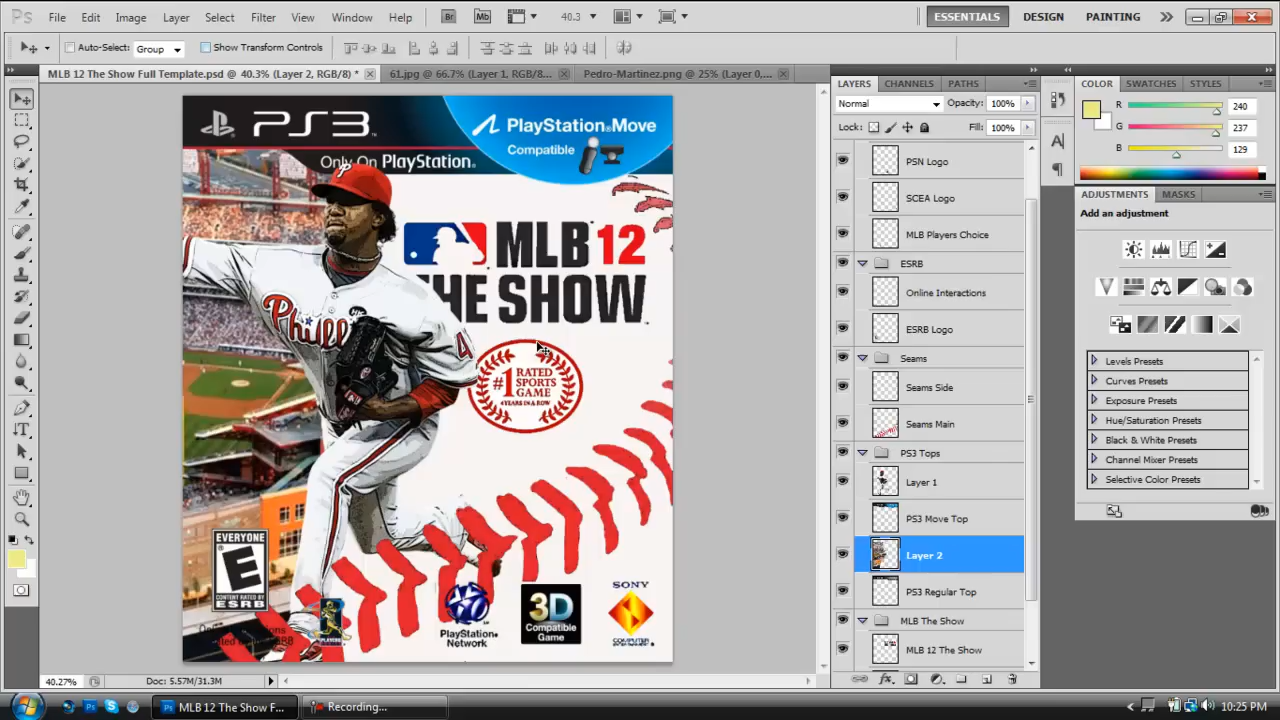 Ps File Edit Image Layer Select Filter View Window Help Br Mb 40.3 ESSENTIALS DESIGN PAINTING
Auto-Select: Group Show Transform Controls
MLB 12 The Show Full Template.psd @ 40.3% (Layer 2, RGB/8) * 61.jpg @ 66.7% (Layer 1, RGB/8... Pedro-Martinez.png @ 25% (Layer 0,...
LAYERS CHANNELS PATHS
Normal Opacity: 100%
Lock: Fill: 100%
PSN Logo
SCEA Logo
MLB Players Choice
ESRB
Online Interactions
ESRB Logo
Seams
Seams Side
Seams Main
PS3 Tops
Layer 1
PS3 Move Top
Layer 2
PS3 Regular Top
MLB The Show
MLB 12 The Show
COLOR SWATCHES STYLES
R 240
G 237
B 129
ADJUSTMENTS MASKS
Add an adjustment
Levels Presets
Curves Presets
Exposure Presets
Hue/Saturation Presets
Black & White Presets
Channel Mixer Presets
Selective Color Presets
PS3
PlayStation®Move
Compatible
Only On PlayStation®
MLB 12
THE SHOW
Phill
4
#1 RATED
SPORTS
GAME
4 YEARS IN A ROW
EVERYONE
E
CONTENT RATED BY
ESRB
PlayStation®
Network
3D
Compatible
Game
SONY
COMPUTER
40.27% Doc: 5.57M/31.3M
Ps MLB 12 The Show F... Recording... 10:25 PM